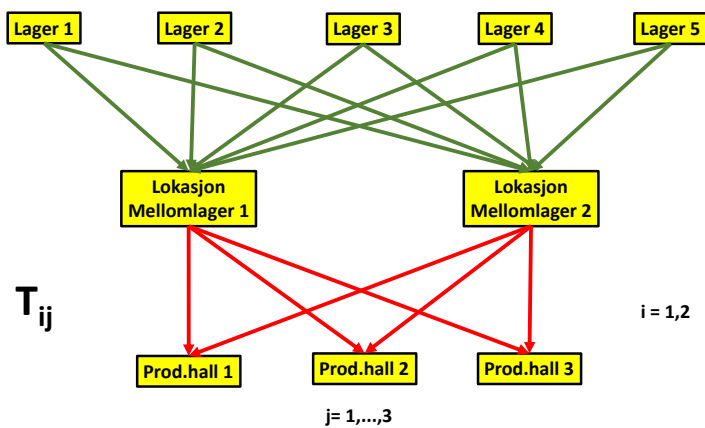 Lager 1
Lager 2
Lager 3
Lager 4
Lager 5
Lokasjon
Mellomlager 1
Lokasjon
Mellomlager 2
Tij
i = 1,2
Prod.hall 1
Prod.hall 2
Prod.hall 3
j= 1,...,3